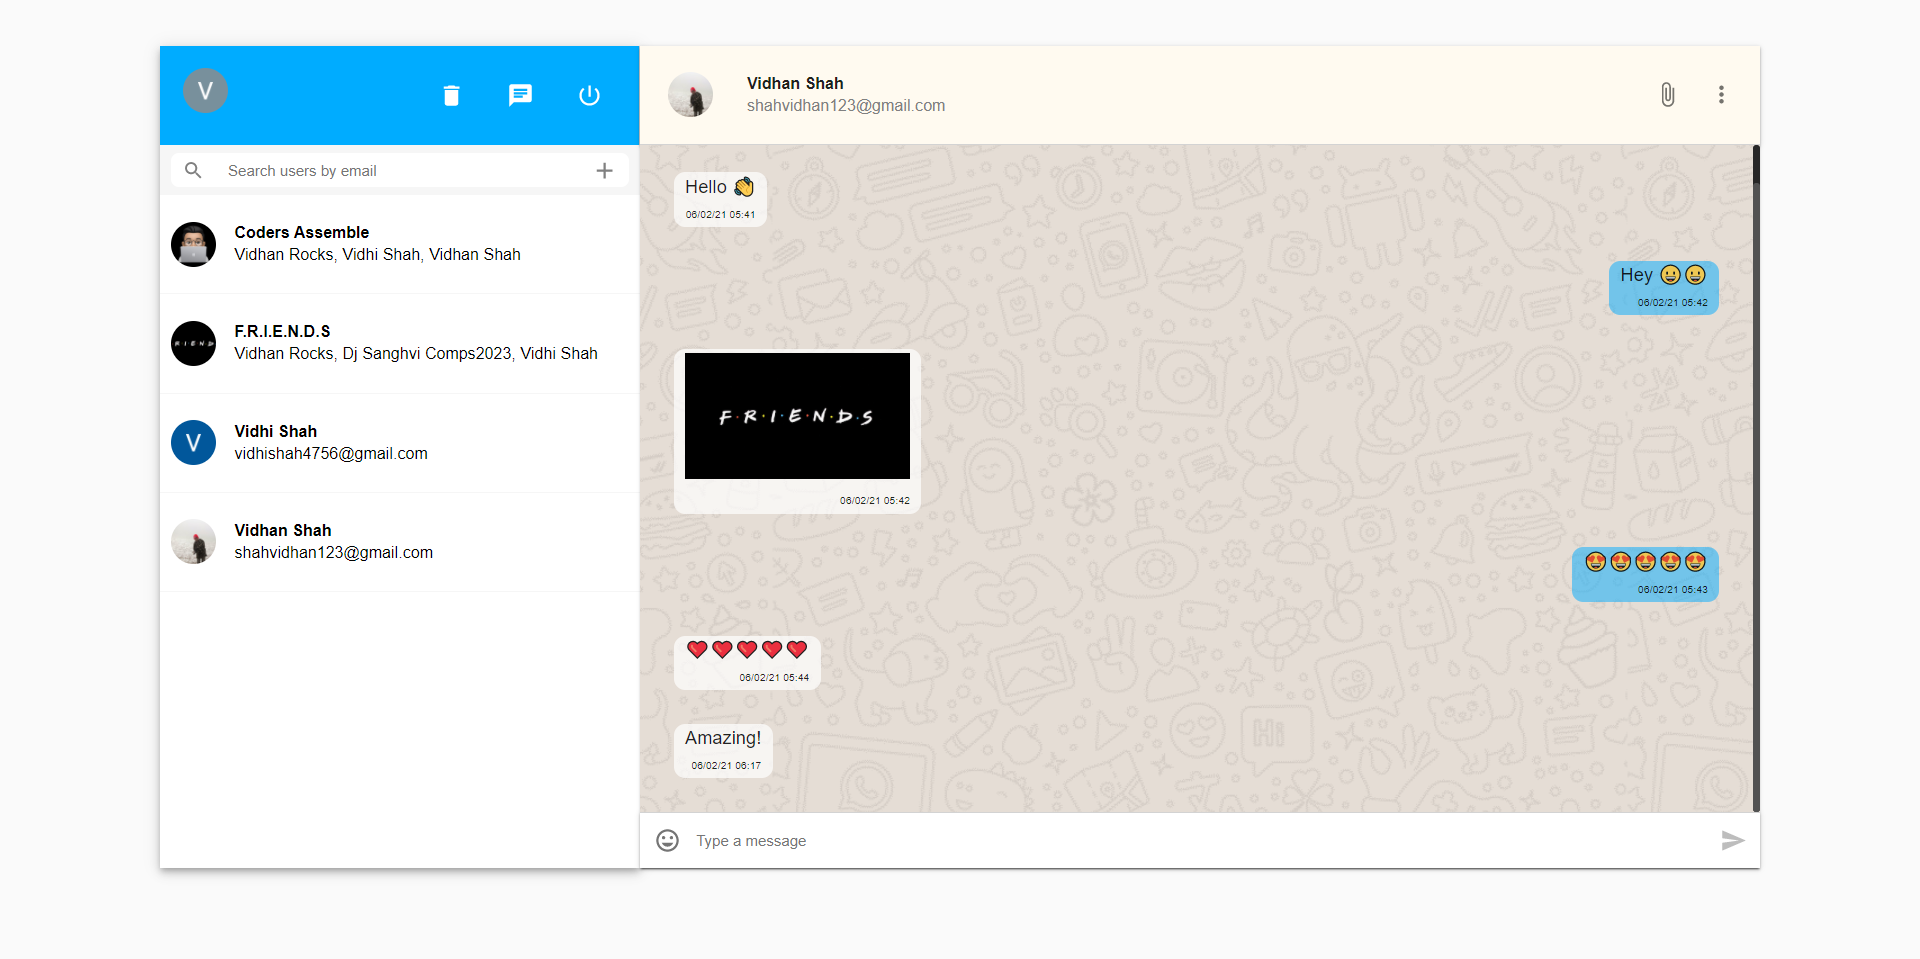 V
Search users by email
Coders Assemble
Vidhan Rocks, Vidhi Shah, Vidhan Shah
F.R.I.E.N.D.S
Vidhan Rocks, Dj Sanghvi Comps2023, Vidhi Shah
V
Vidhi Shah
vidhishah4756@gmail.com
Vidhan Shah
shahvidhan123@gmail.com
Vidhan Shah
shahvidhan123@gmail.com
Hello 👏
06/02/21 05:41
Hey 😀😀
06/02/21 05:42
F·R·I·E·N·D·S
06/02/21 05:42
😍😍😍😍😍
06/02/21 05:43
❤️❤️❤️❤️❤️
06/02/21 05:44
Amazing!
06/02/21 06:17
Hi
Type a message